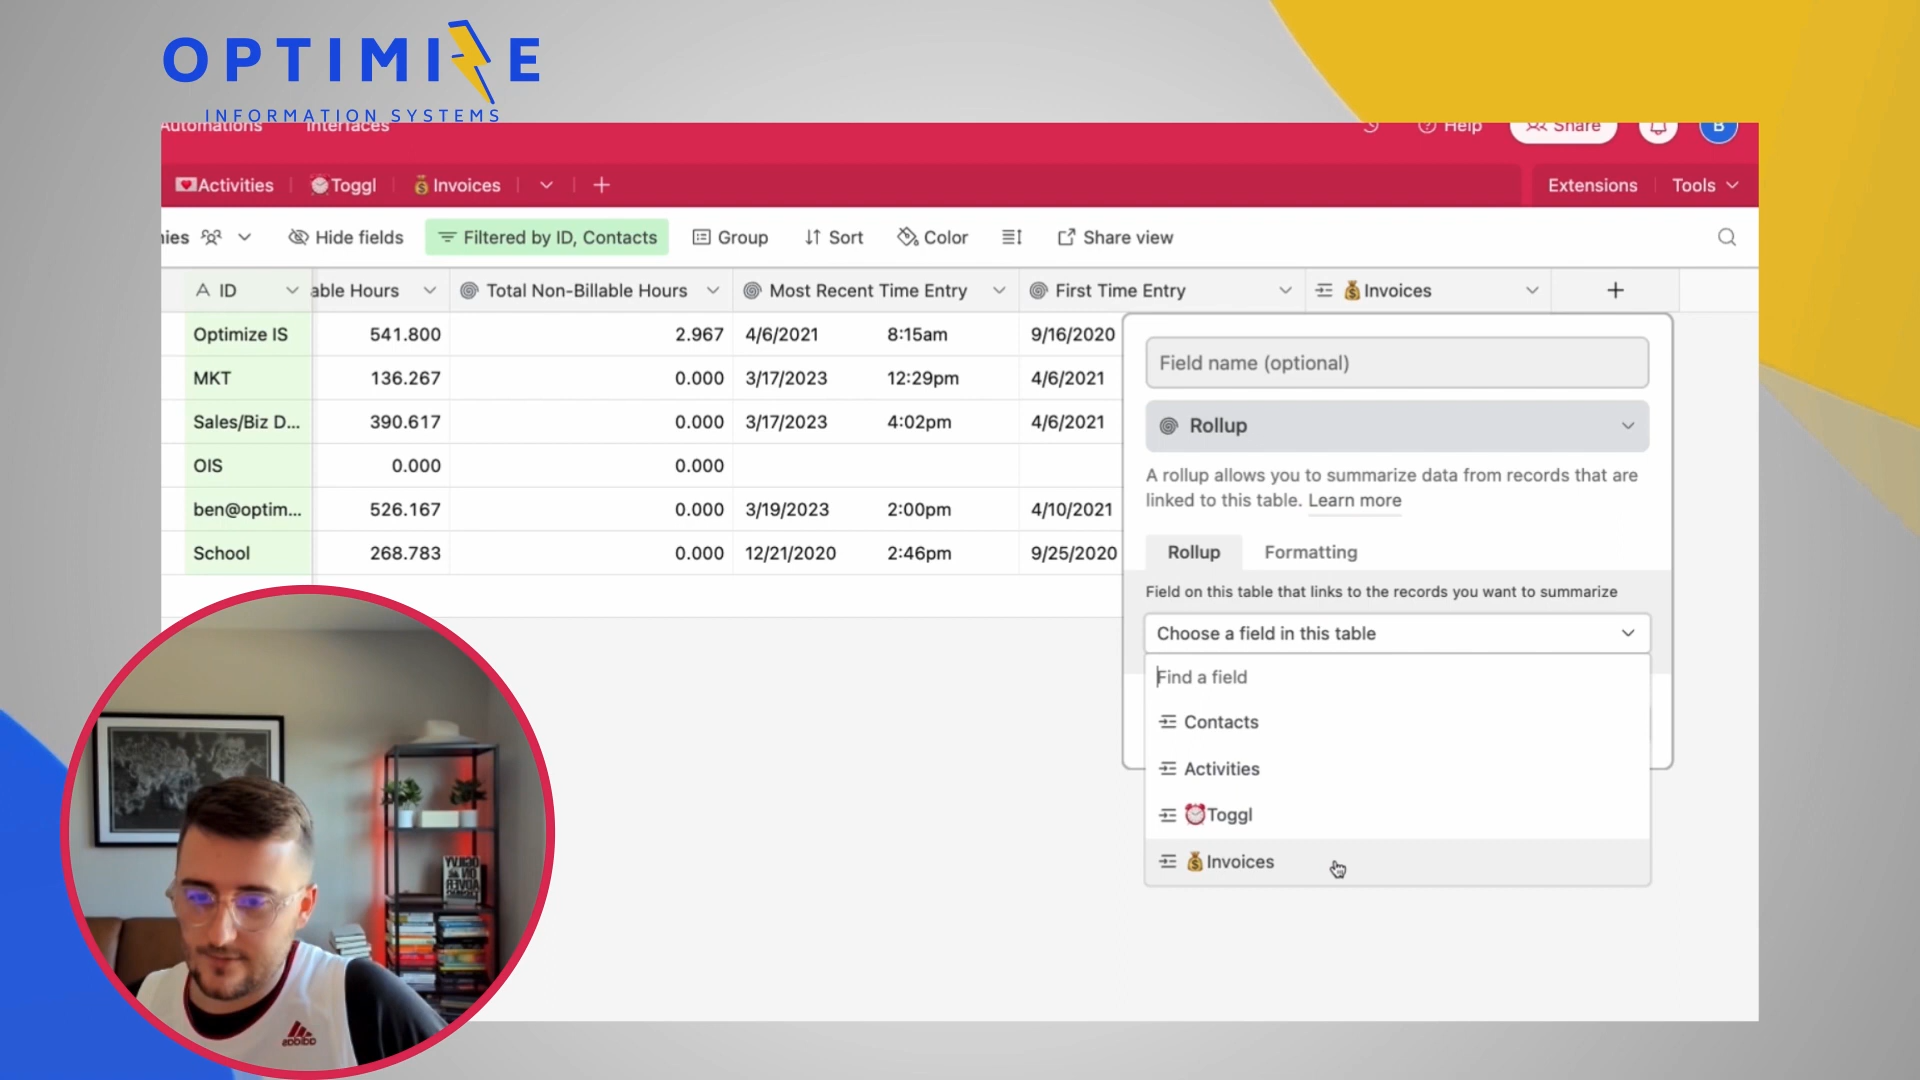 OPTIMIZE
INFORMATION SYSTEMS
Automations Interfaces Help Share B
Activities Toggl Invoices Extensions Tools
nies Hide fields Filtered by ID, Contacts Group Sort Color Share view
A ID able Hours Total Non-Billable Hours Most Recent Time Entry First Time Entry Invoices
Optimize IS 541.800 2.967 4/6/2021 8:15am 9/16/2020
MKT 136.267 0.000 3/17/2023 12:29pm 4/6/2021
Sales/Biz D... 390.617 0.000 3/17/2023 4:02pm 4/6/2021
OIS 0.000 0.000
ben@optim... 526.167 0.000 3/19/2023 2:00pm 4/10/2021
School 268.783 0.000 12/21/2020 2:46pm 9/25/2020
Field name (optional)
Rollup
A rollup allows you to summarize data from records that are
linked to this table. Learn more
Rollup Formatting
Field on this table that links to the records you want to summarize
Choose a field in this table
Find a field
Contacts
Activities
Toggl
Invoices
OGILVY
ON
ADVER
adidas